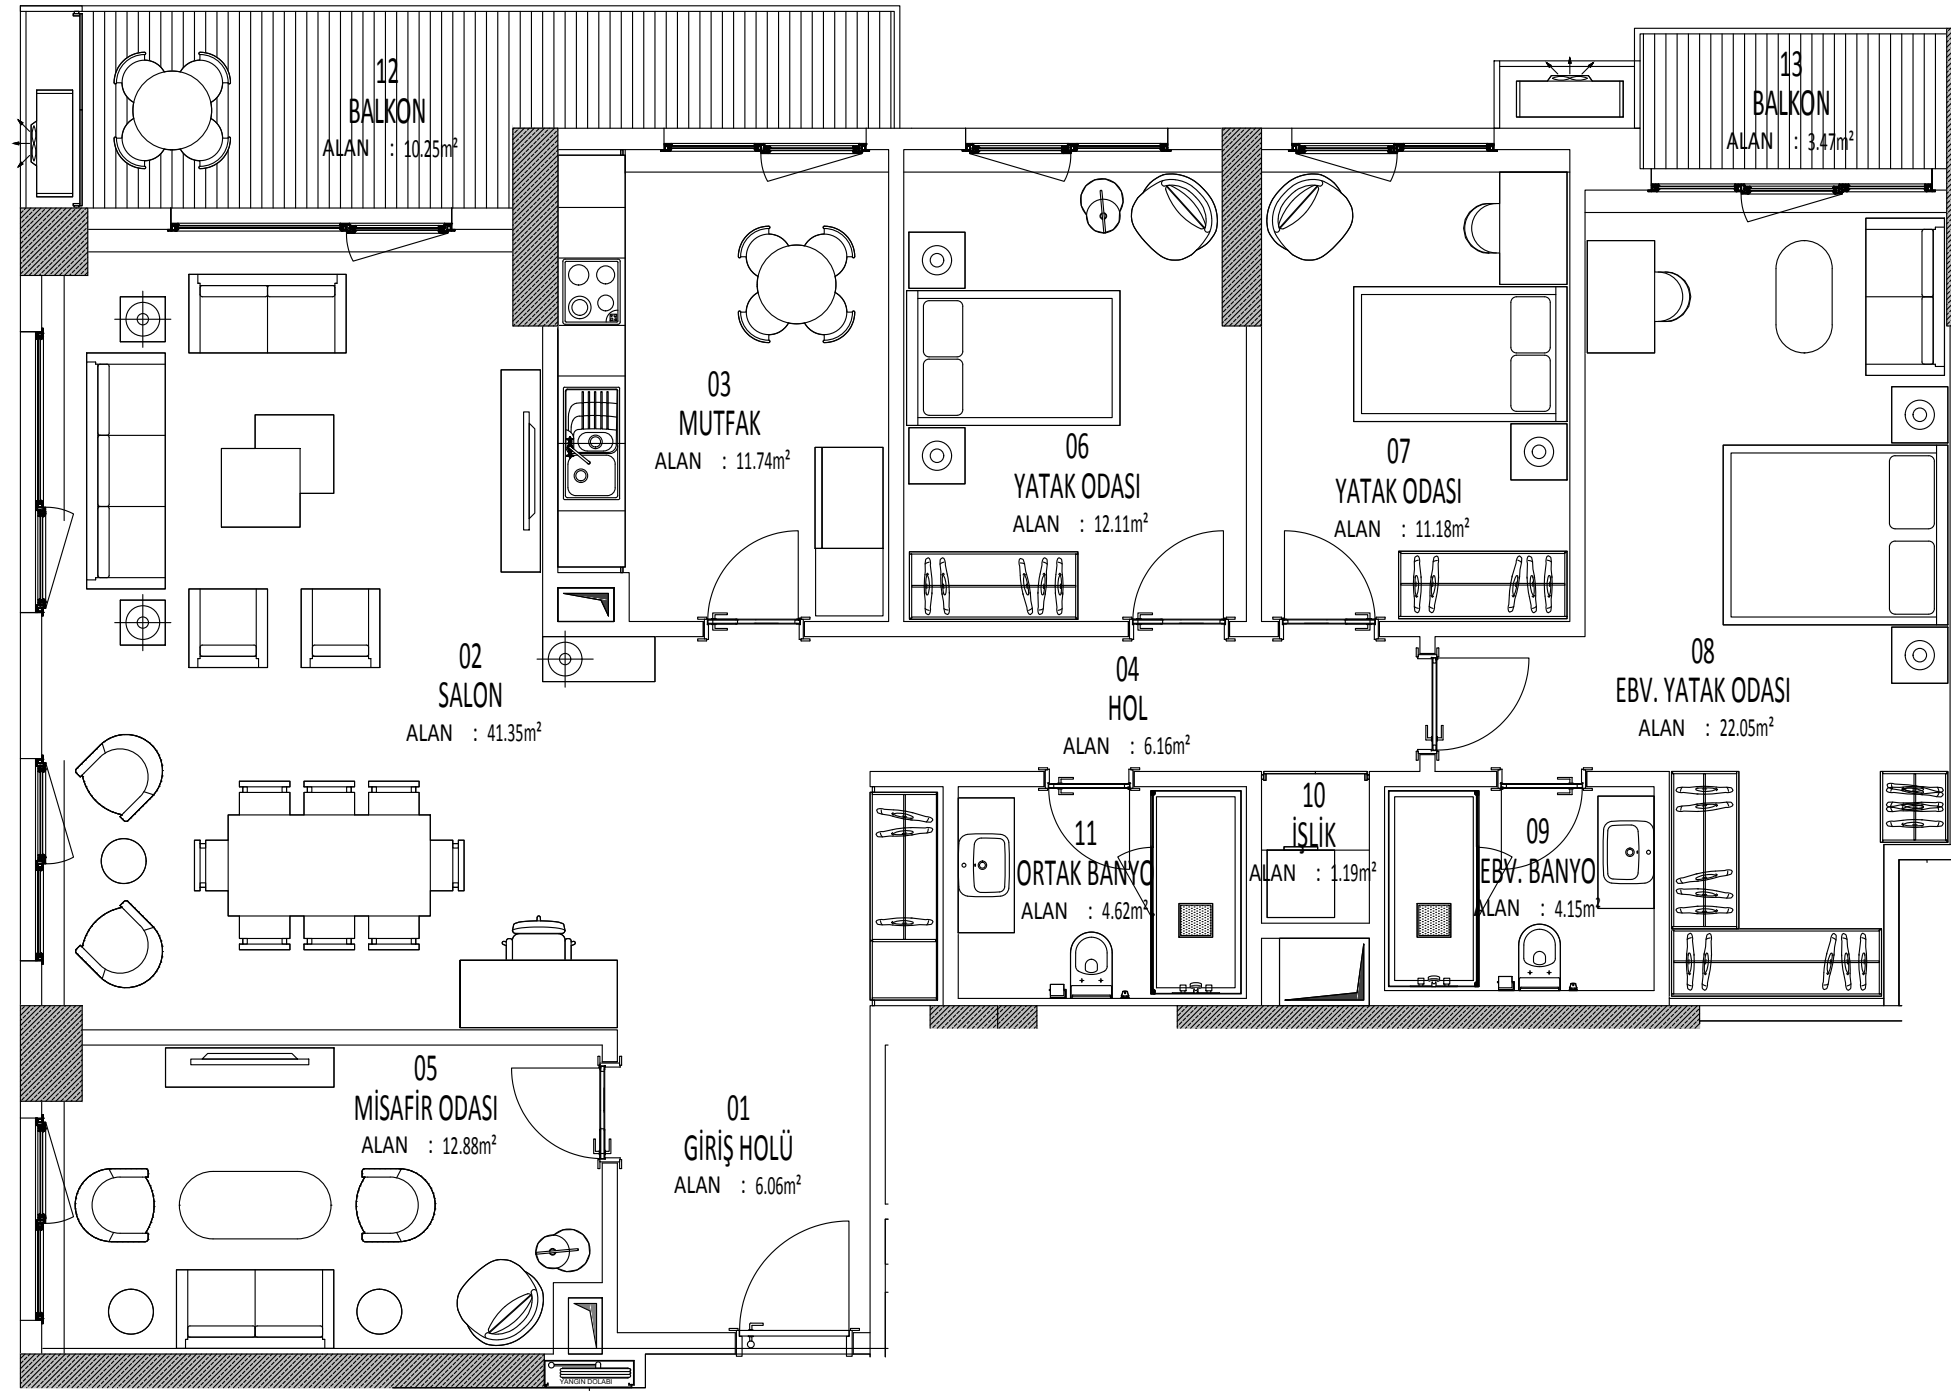 12
BALKON
ALAN : 10.25m²
13
BALKON
ALAN : 3.47m²
03
MUTFAK
ALAN : 11.74m²
06
YATAK ODASI
ALAN : 12.11m²
07
YATAK ODASI
ALAN : 11.18m²
02
SALON
ALAN : 41.35m²
04
HOL
ALAN : 6.16m²
08
EBV. YATAK ODASI
ALAN : 22.05m²
11
ORTAK BANYO
ALAN : 4.62m²
10
İŞLİK
ALAN : 1.19m²
09
EBV. BANYO
ALAN : 4.15m²
05
MİSAFİR ODASI
ALAN : 12.88m²
01
GİRİŞ HOLÜ
ALAN : 6.06m²
YANGIN DOLABI